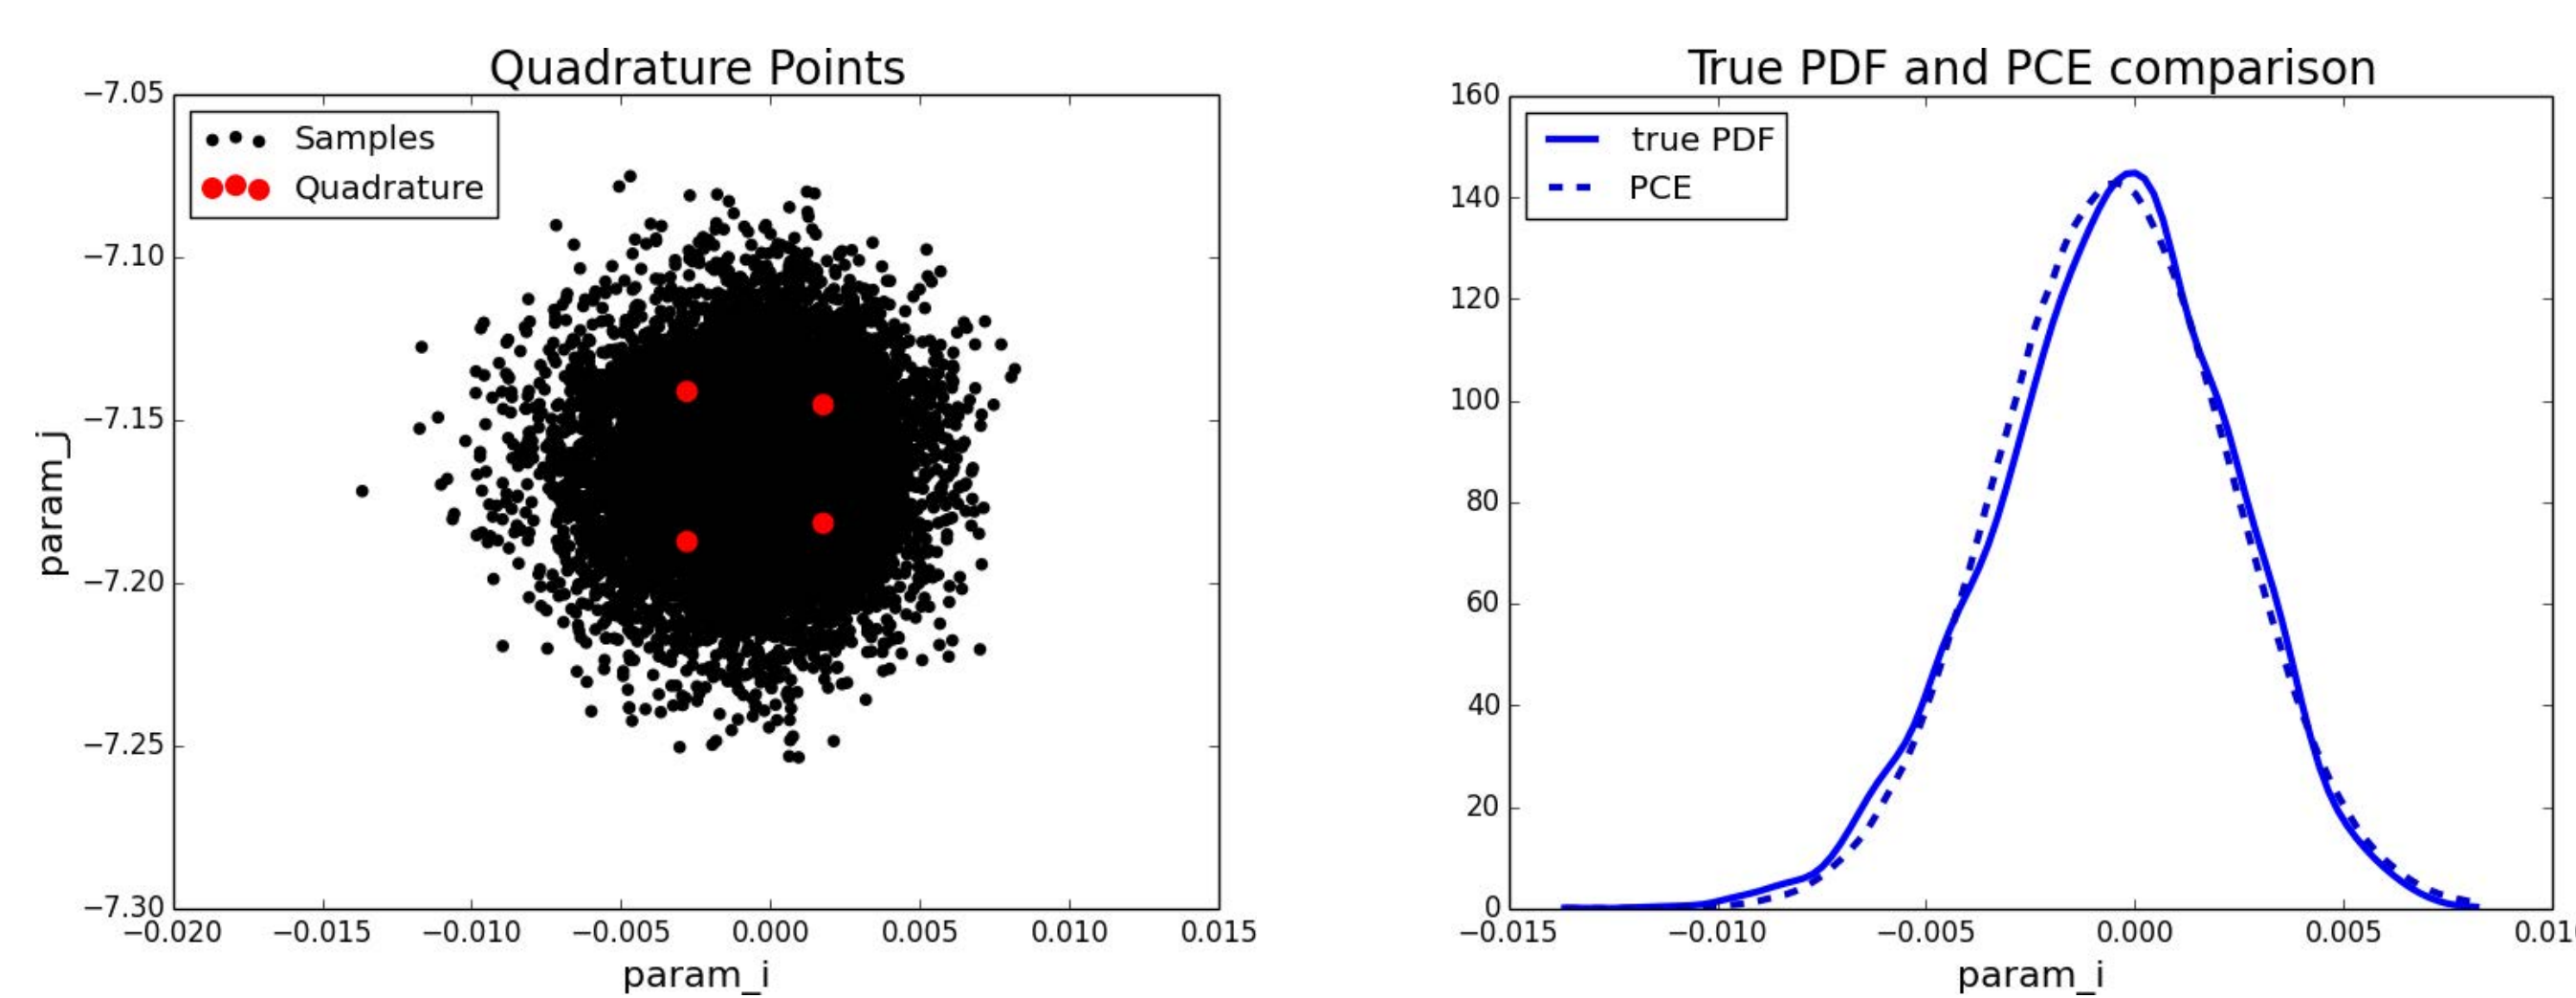 Quadrature Points
−7.05
−7.10
−7.15
−7.20
−7.25
−7.30
param_j
Samples
Quadrature
−0.020 −0.015 −0.010 −0.005 0.000 0.005 0.010 0.015
param_i
True PDF and PCE comparison
160
140
120
100
80
60
40
20
0
true PDF
PCE
−0.015 −0.010 −0.005 0.000 0.005 0.01
param_i